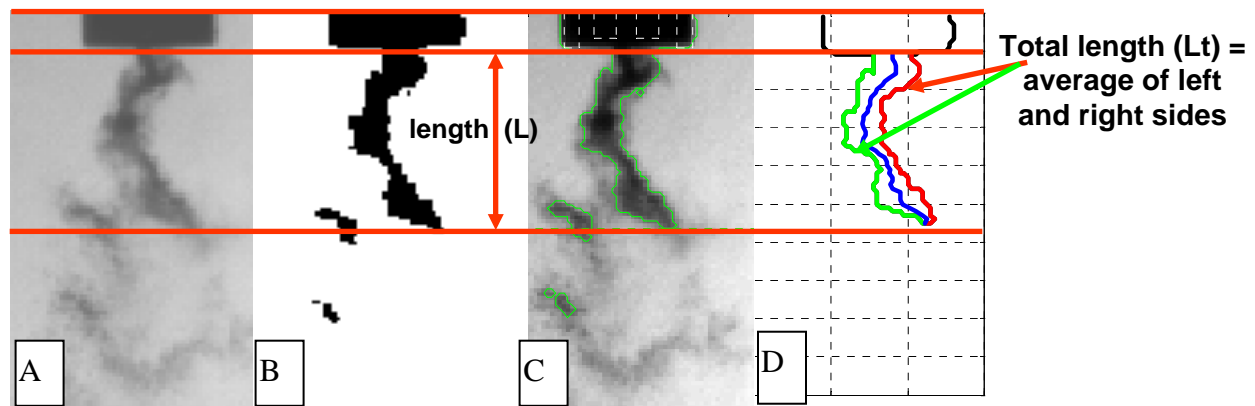 Total length (Lt) =
average of left
and right sides
length (L)
A
B
C
D